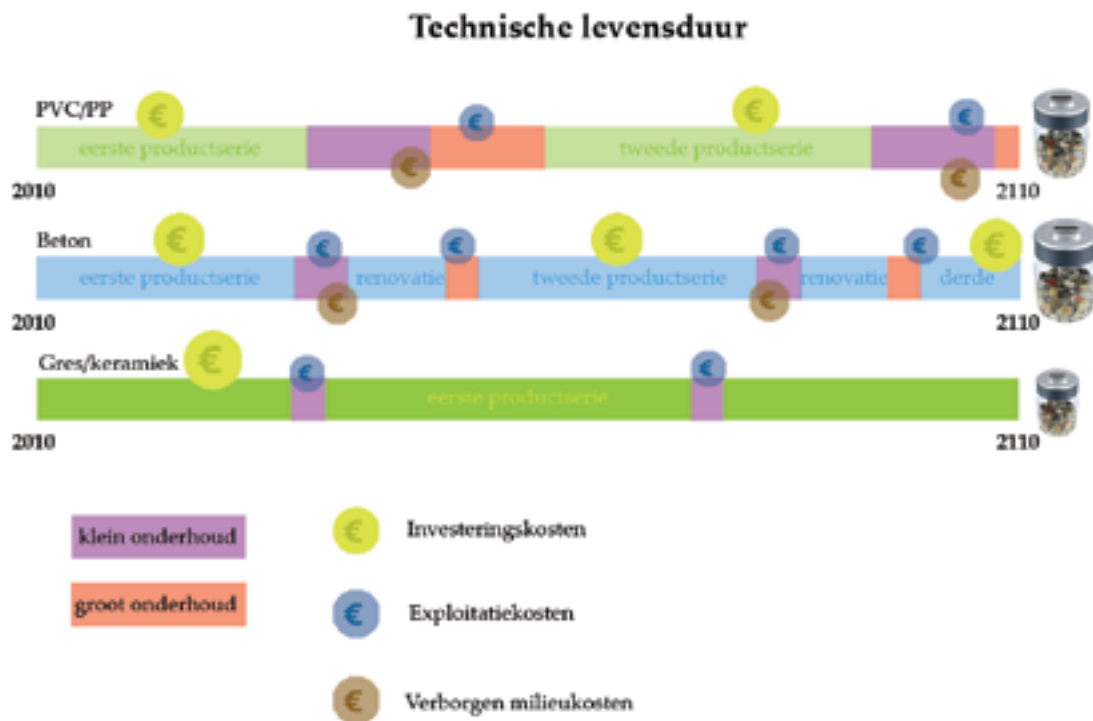 Technische levensduur
PVC/PP
€ € € €
eerste productserie tweede productserie
€ €
2010 2110
Beton
€ € € € € € €
eerste productserie renovatie tweede productserie renovatie derde
€ €
2010 2110
Gres/keramiek
€ € €
eerste productserie
2010 2110
klein onderhoud € Investeringskosten
groot onderhoud € Exploitatiekosten
€ Verborgen milieukosten